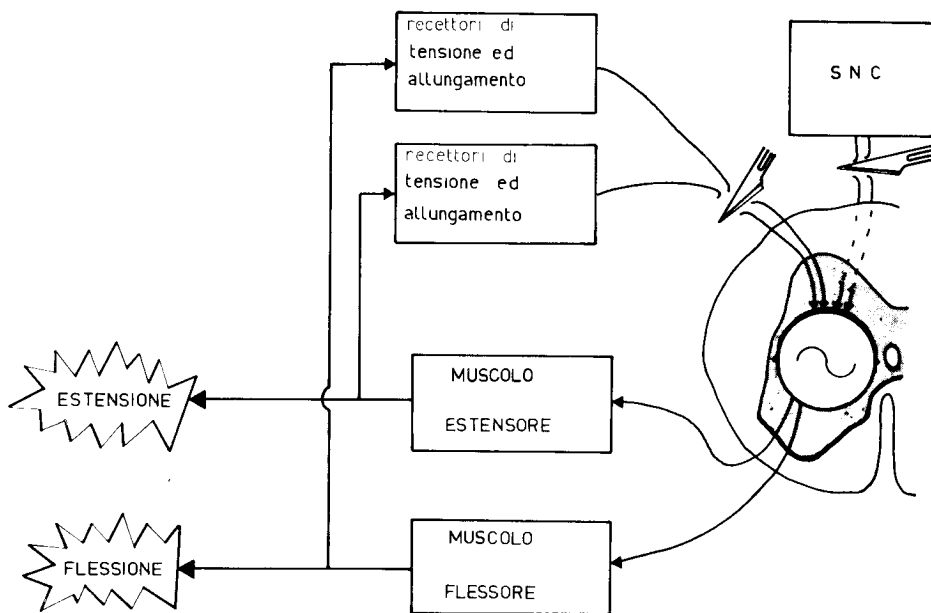 recettori di
tensione ed
allungamento
SNC
recettori di
tensione ed
allungamento
MUSCOLO
ESTENSORE
ESTENSIONE
MUSCOLO
FLESSORE
FLESSIONE